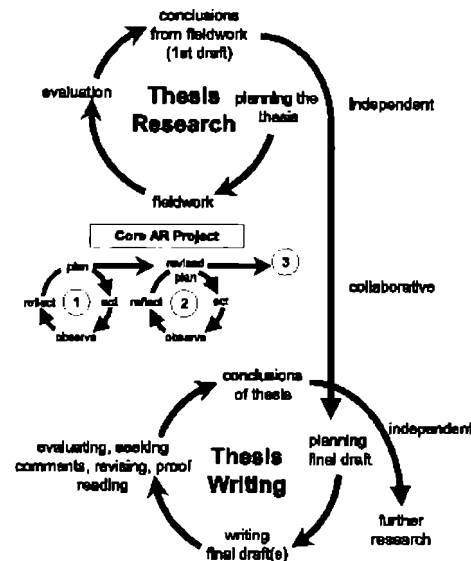 conclusions
from fieldwork
(1st draft)
evaluation
Thesis
Research
planning the
thesis
Independent
fieldwork
Core AR Project
plan
revised
plan
3
reflect
1
act
reflect
2
act
observe
observe
collaborative
conclusions
of thesis
independent
evaluating, seeking
comments, revising, proof
reading
Thesis
Writing
planning
final draft
writing
final draft(s)
further
research